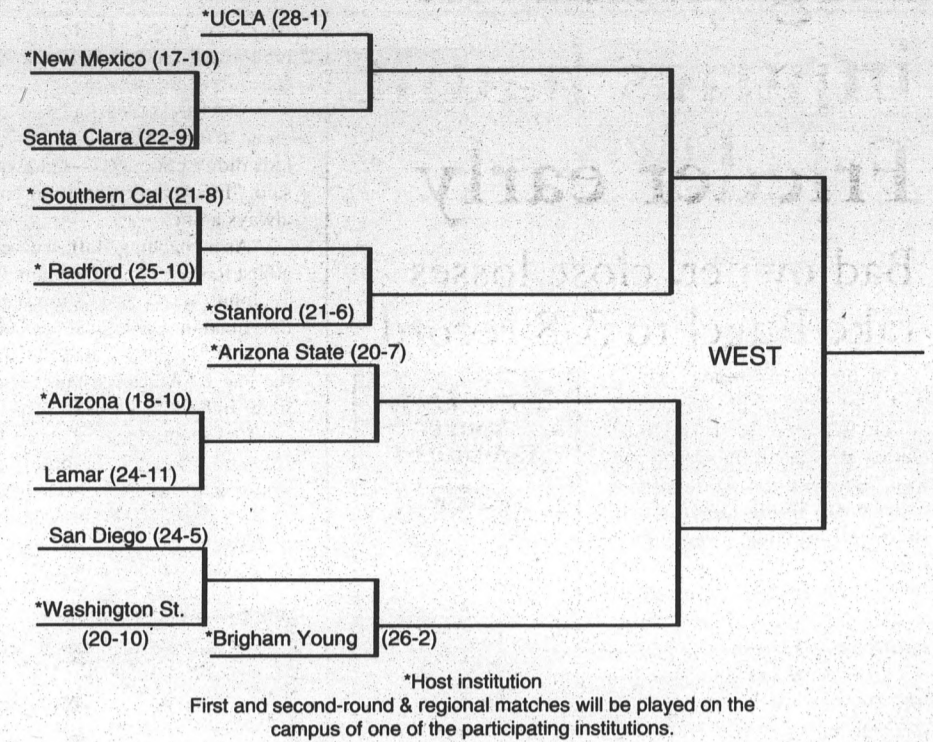 *UCLA (28-1)
*New Mexico (17-10)
Santa Clara (22-9)
* Southern Cal (21-8)
* Radford (25-10)
*Stanford (21-6)
*Arizona State (20-7)
WEST
*Arizona (18-10)
Lamar (24-11)
San Diego (24-5)
*Washington St.
(20-10)
*Brigham Young (26-2)
*Host institution
First and second-round & regional matches will be played on the
campus of one of the participating institutions.